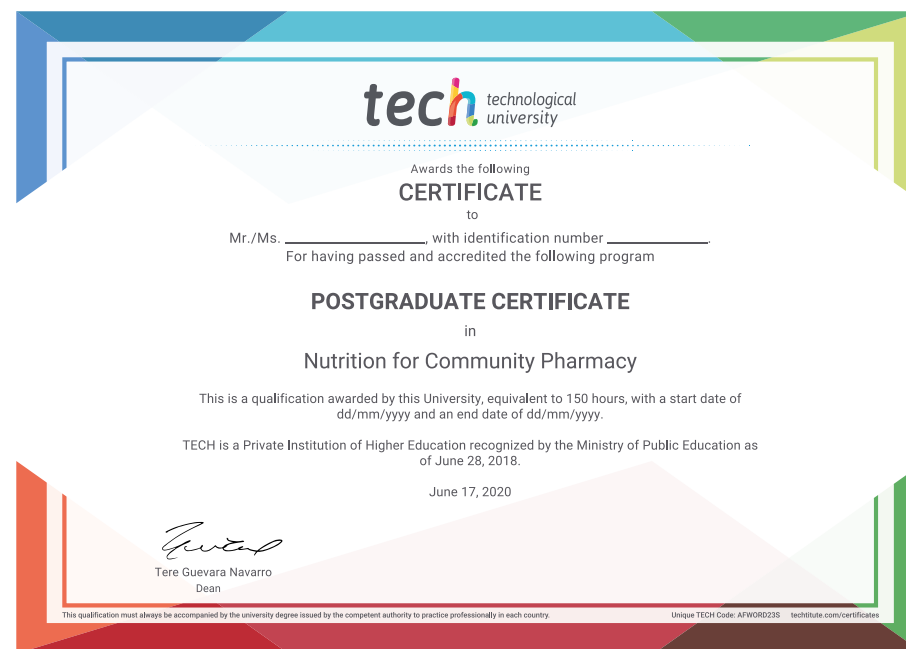 tech technological
university
Awards the following
CERTIFICATE
to
Mr./Ms. ____________, with identification number ____________.
For having passed and accredited the following program
POSTGRADUATE CERTIFICATE
in
Nutrition for Community Pharmacy
This is a qualification awarded by this University, equivalent to 150 hours, with a start date of
dd/mm/yyyy and an end date of dd/mm/yyyy.
TECH is a Private Institution of Higher Education recognized by the Ministry of Public Education as
of June 28, 2018.
June 17, 2020
Tere Guevara Navarro
Dean
This qualification must always be accompanied by the university degree issued by the competent authority to practice professionally in each country.
Unique TECH Code: AFWORD23S techtitute.com/certificates